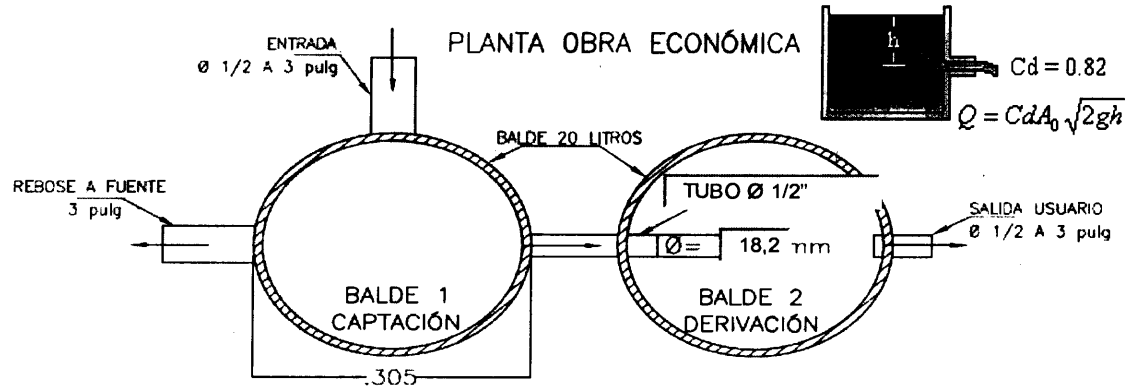 PLANTA OBRA ECONÓMICA
ENTRADA
Ø 1/2 A 3 pulg
h
Cd = 0.82
Q = CdA₀√2gh
BALDE 20 LITROS
REBOSE A FUENTE
3 pulg
TUBO Ø 1/2"
Ø= 18,2 mm
SALIDA USUARIO
Ø 1/2 A 3 pulg
BALDE 1
CAPTACIÓN
BALDE 2
DERIVACIÓN
.305